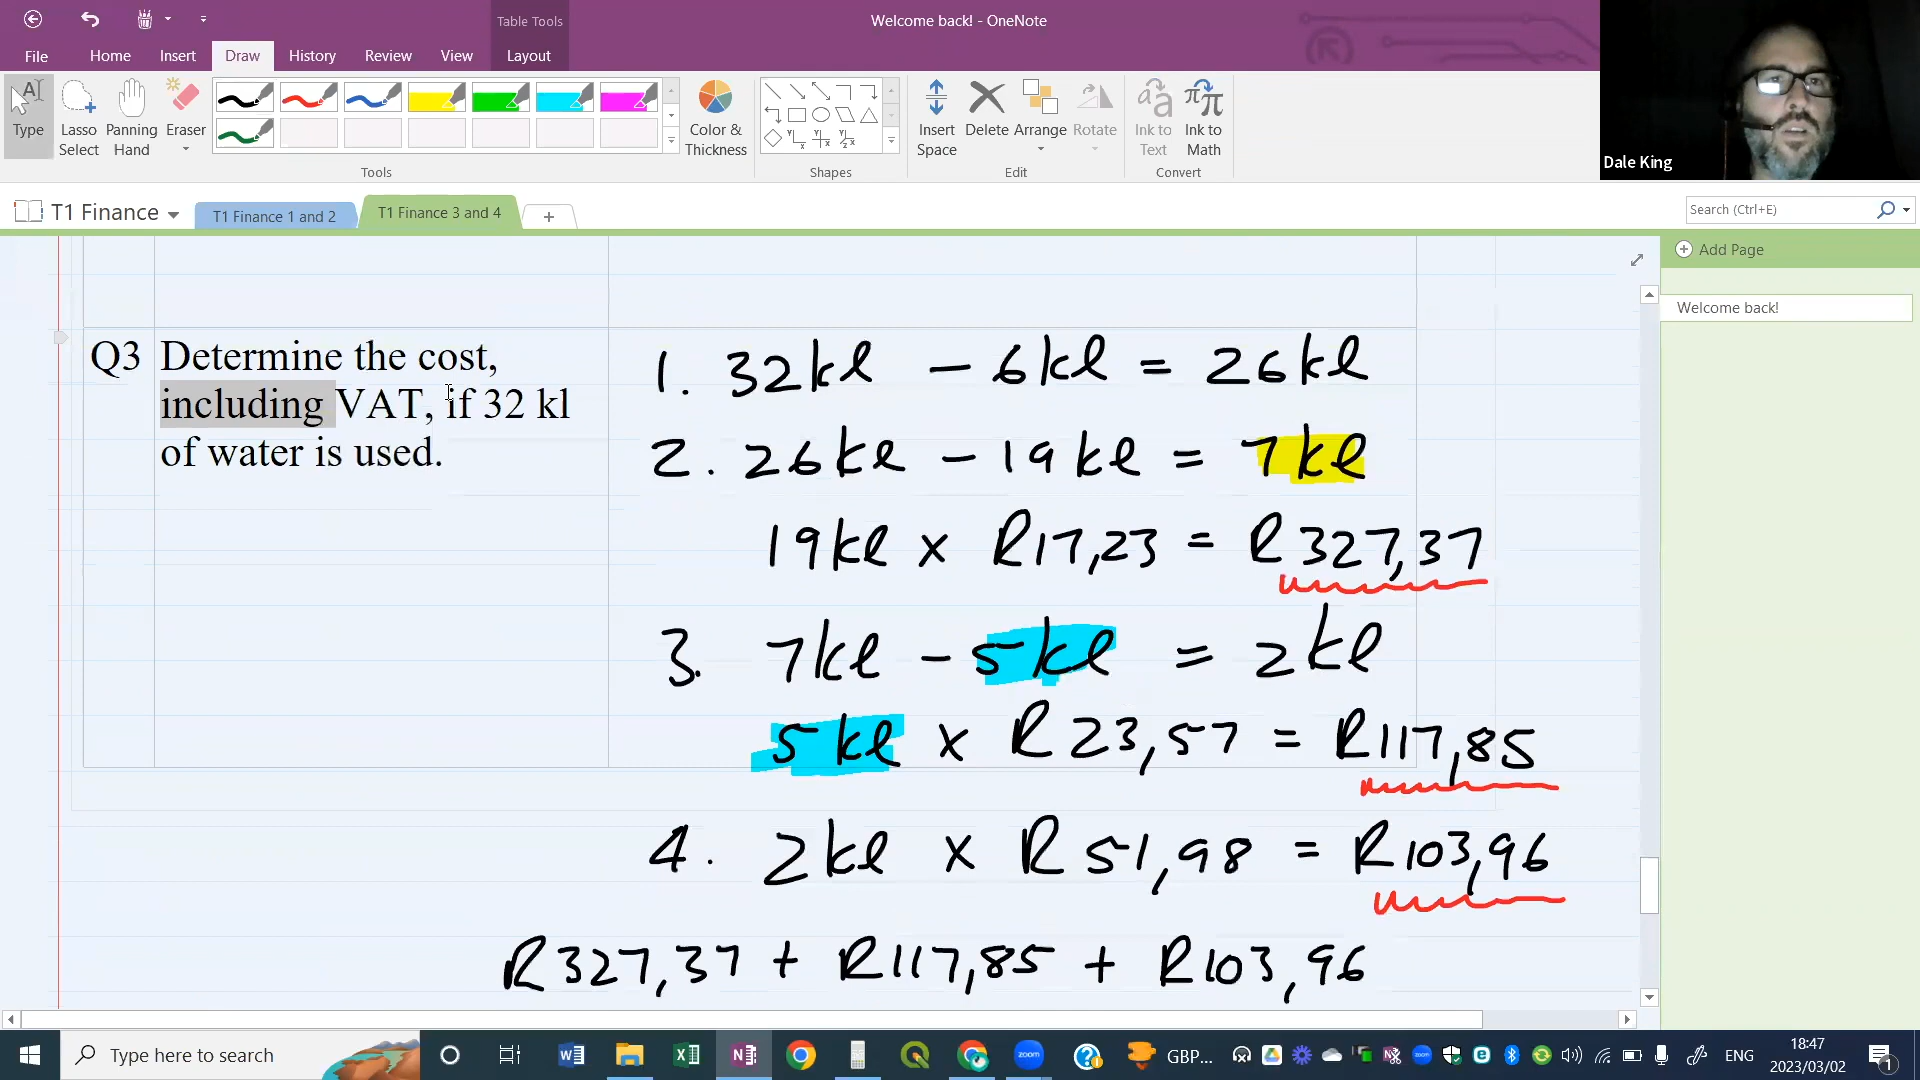 Table Tools
Welcome back! - OneNote
File
Home
Insert
Draw
History
Review
View
Layout
Type
Lasso Select
Panning Hand
Eraser
Color & Thickness
Insert Space
Delete
Arrange
Rotate
Ink to Text
Ink to Math
Tools
Shapes
Edit
Convert
Dale King
T1 Finance
T1 Finance 1 and 2
T1 Finance 3 and 4
Search (Ctrl+E)
Add Page
Welcome back!
Q3 Determine the cost,
including VAT, if 32 kl
of water is used.
1. 32kl - 6kl = 26kl
2. 26kl - 19kl = 7kl
19kl x R17,23 = R327,37
3. 7kl - 5kl = 2kl
5kl x R23,57 = R117,85
4. 2kl x R51,98 = R103,96
R327,37 + R117,85 + R103,96
Type here to search
GBP...
ENG
18:47
2023/03/02
1